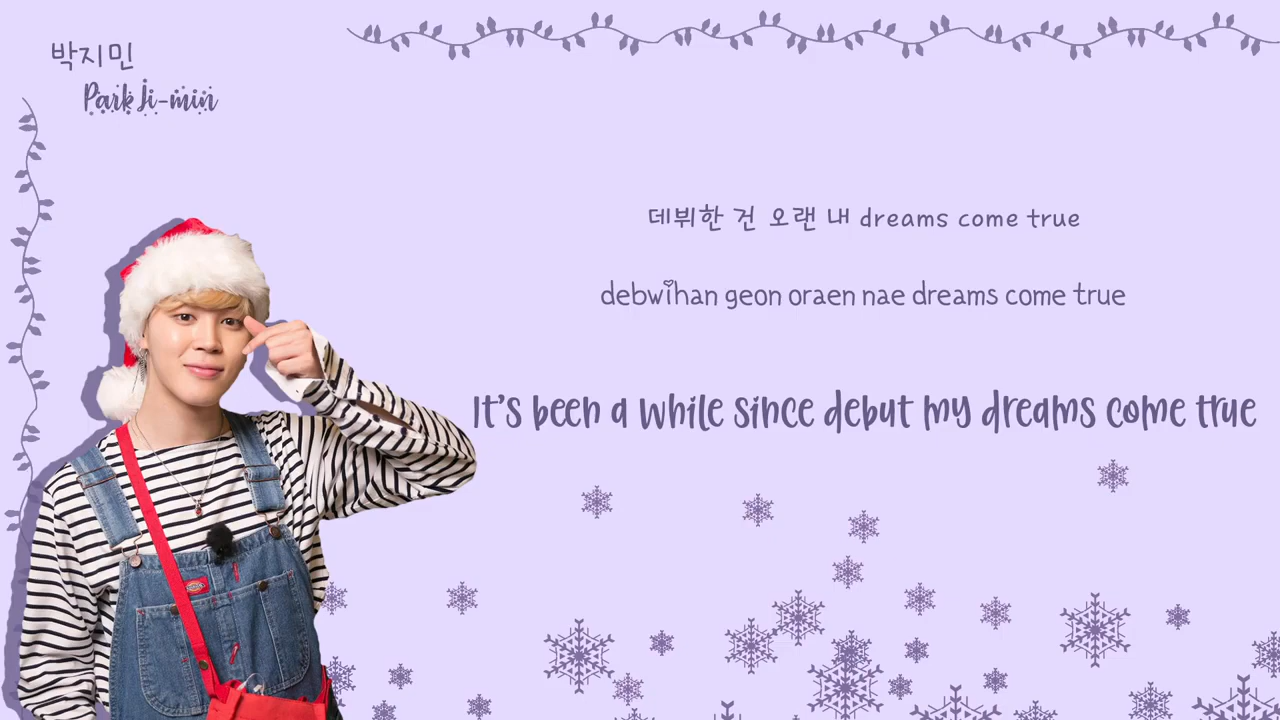 박지민
Park Ji-min
데뷔한 건 오랜 내 dreams come true
debwihan geon oraen nae dreams come true
It's been a while since debut my dreams come true